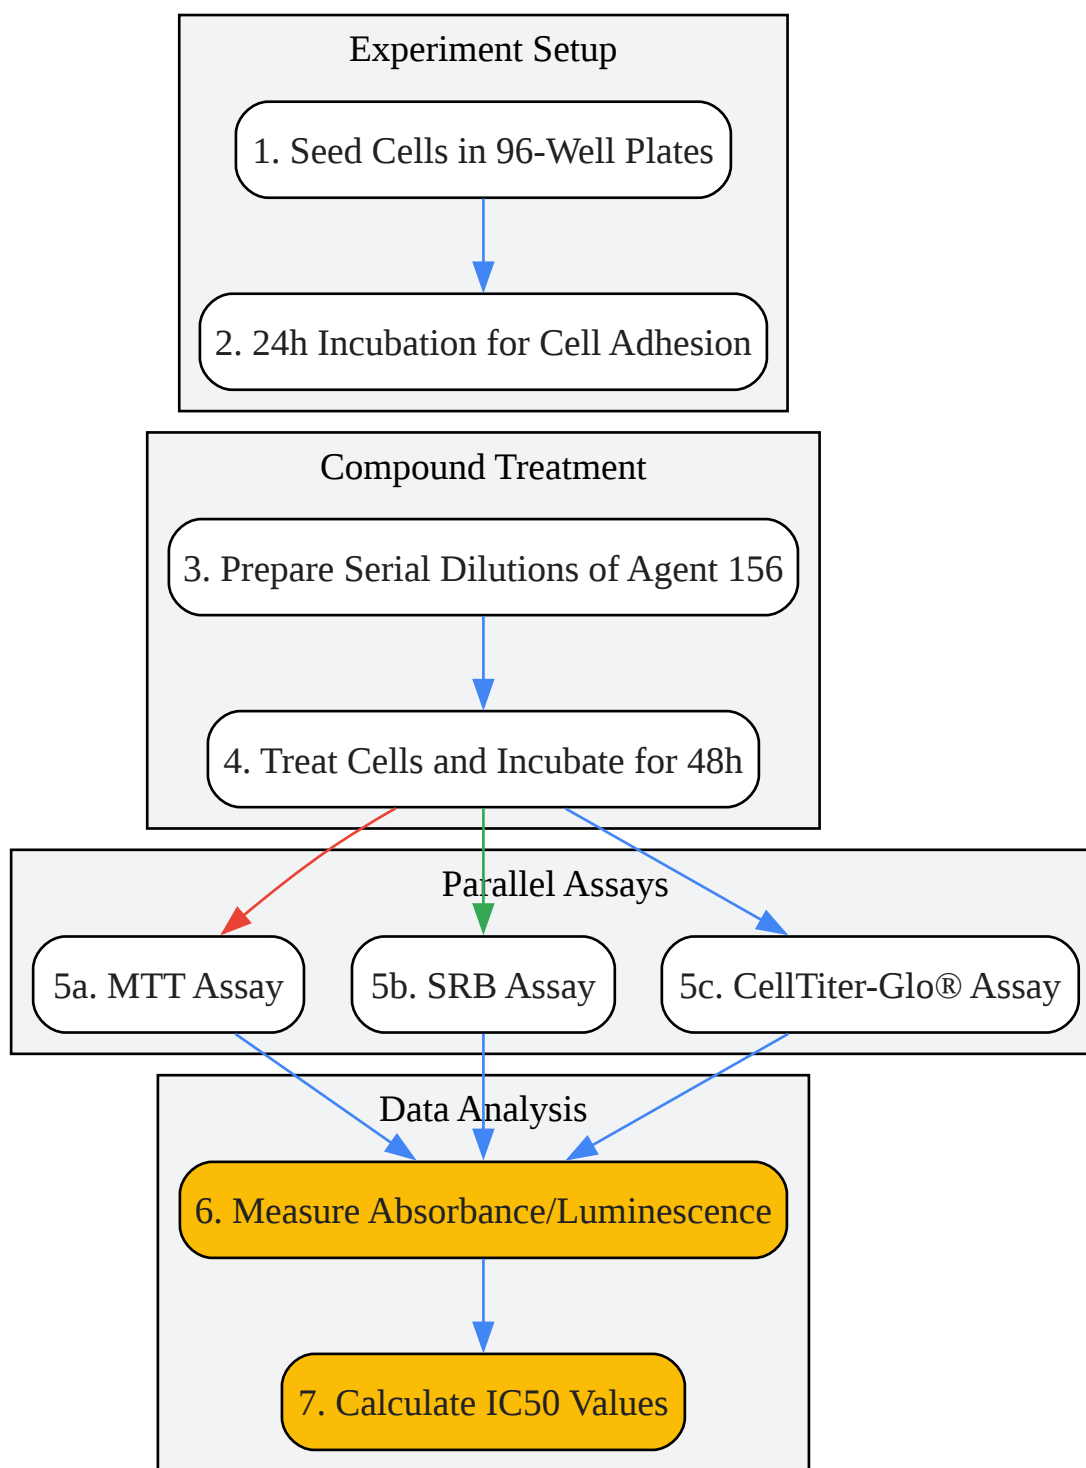 Experiment Setup
1. Seed Cells in 96-Well Plates
2. 24h Incubation for Cell Adhesion
Compound Treatment
3. Prepare Serial Dilutions of Agent 156
4. Treat Cells and Incubate for 48h
Parallel Assays
5a. MTT Assay
5b. SRB Assay
5c. CellTiter-Glo® Assay
Data Analysis
6. Measure Absorbance/Luminescence
7. Calculate IC50 Values